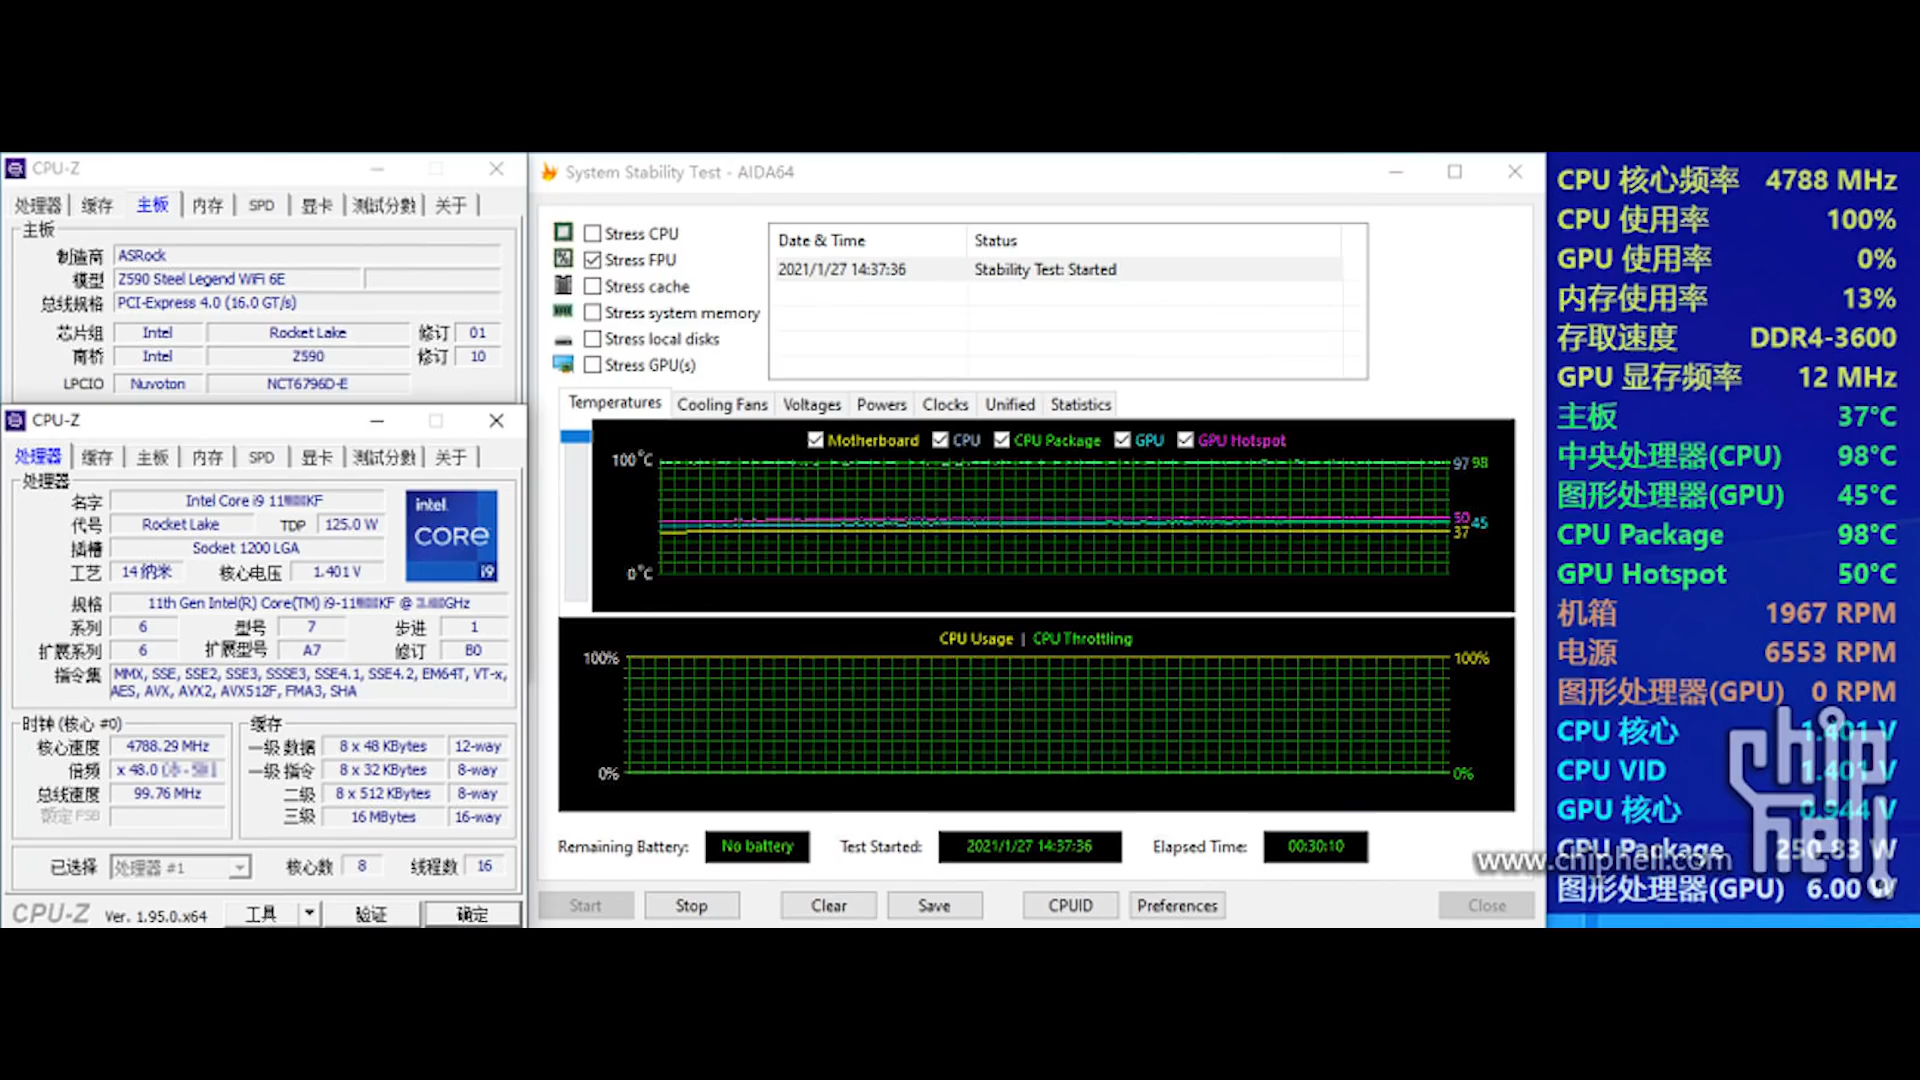 CPU-Z
处理器 缓存 主板 内存 SPD 显卡 测试分数 关于
主板
制造商 ASRock
模型 Z590 Steel Legend WiFi 6E
总线规格 PCI-Express 4.0 (16.0 GT/s)
芯片组 Intel Rocket Lake 修订 01
南桥 Intel Z590 修订 10
LPCIO Nuvoton NCT6796D-E
CPU-Z
处理器 缓存 主板 内存 SPD 显卡 测试分数 关于
处理器
名字 Intel Core i9 11 KF
代号 Rocket Lake TDP 125.0 W
插槽 Socket 1200 LGA
工艺 14 纳米 核心电压 1.401 V
intel CORE i9
规格 11th Gen Intel(R) Core(TM) i9-11 KF @ GHz
系列 6 型号 7 步进 1
扩展系列 6 扩展型号 A7 修订 B0
指令集 MMX, SSE, SSE2, SSE3, SSSE3, SSE4.1, SSE4.2, EM64T, VT-x,
AES, AVX, AVX2, AVX512F, FMA3, SHA
时钟 (核心 #0)
核心速度 4788.29 MHz
倍频 x 48.0
总线速度 99.76 MHz
额定 FSB
缓存
一级 数据 8 x 48 KBytes 12-way
一级 指令 8 x 32 KBytes 8-way
二级 8 x 512 KBytes 8-way
三级 16 MBytes 16-way
已选择 处理器 #1 核心数 8 线程数 16
CPU-Z Ver. 1.95.0.x64 工具 验证 确定
System Stability Test - AIDA64
Stress CPU
Stress FPU
Stress cache
Stress system memory
Stress local disks
Stress GPU(s)
Date & Time Status
2021/1/27 14:37:36 Stability Test: Started
Temperatures Cooling Fans Voltages Powers Clocks Unified Statistics
Motherboard CPU CPU Package GPU GPU Hotspot
100°C 97 98
50 45
37
0°C
CPU Usage | CPU Throttling
100% 100%
0% 0%
Remaining Battery: No battery Test Started: 2021/1/27 14:37:36 Elapsed Time: 00:30:10
Start Stop Clear Save CPUID Preferences Close
CPU 核心频率 4788 MHz
CPU 使用率 100%
GPU 使用率 0%
内存使用率 13%
存取速度 DDR4-3600
GPU 显存频率 12 MHz
主板 37°C
中央处理器(CPU) 98°C
图形处理器(GPU) 45°C
CPU Package 98°C
GPU Hotspot 50°C
机箱 1967 RPM
电源 6553 RPM
图形处理器(GPU) 0 RPM
CPU 核心 1.401 V
CPU VID 1.401 V
GPU 核心 0.944 V
CPU Package 250.83 W
图形处理器(GPU) 6.00 W
chip hell
www.chiphell.com